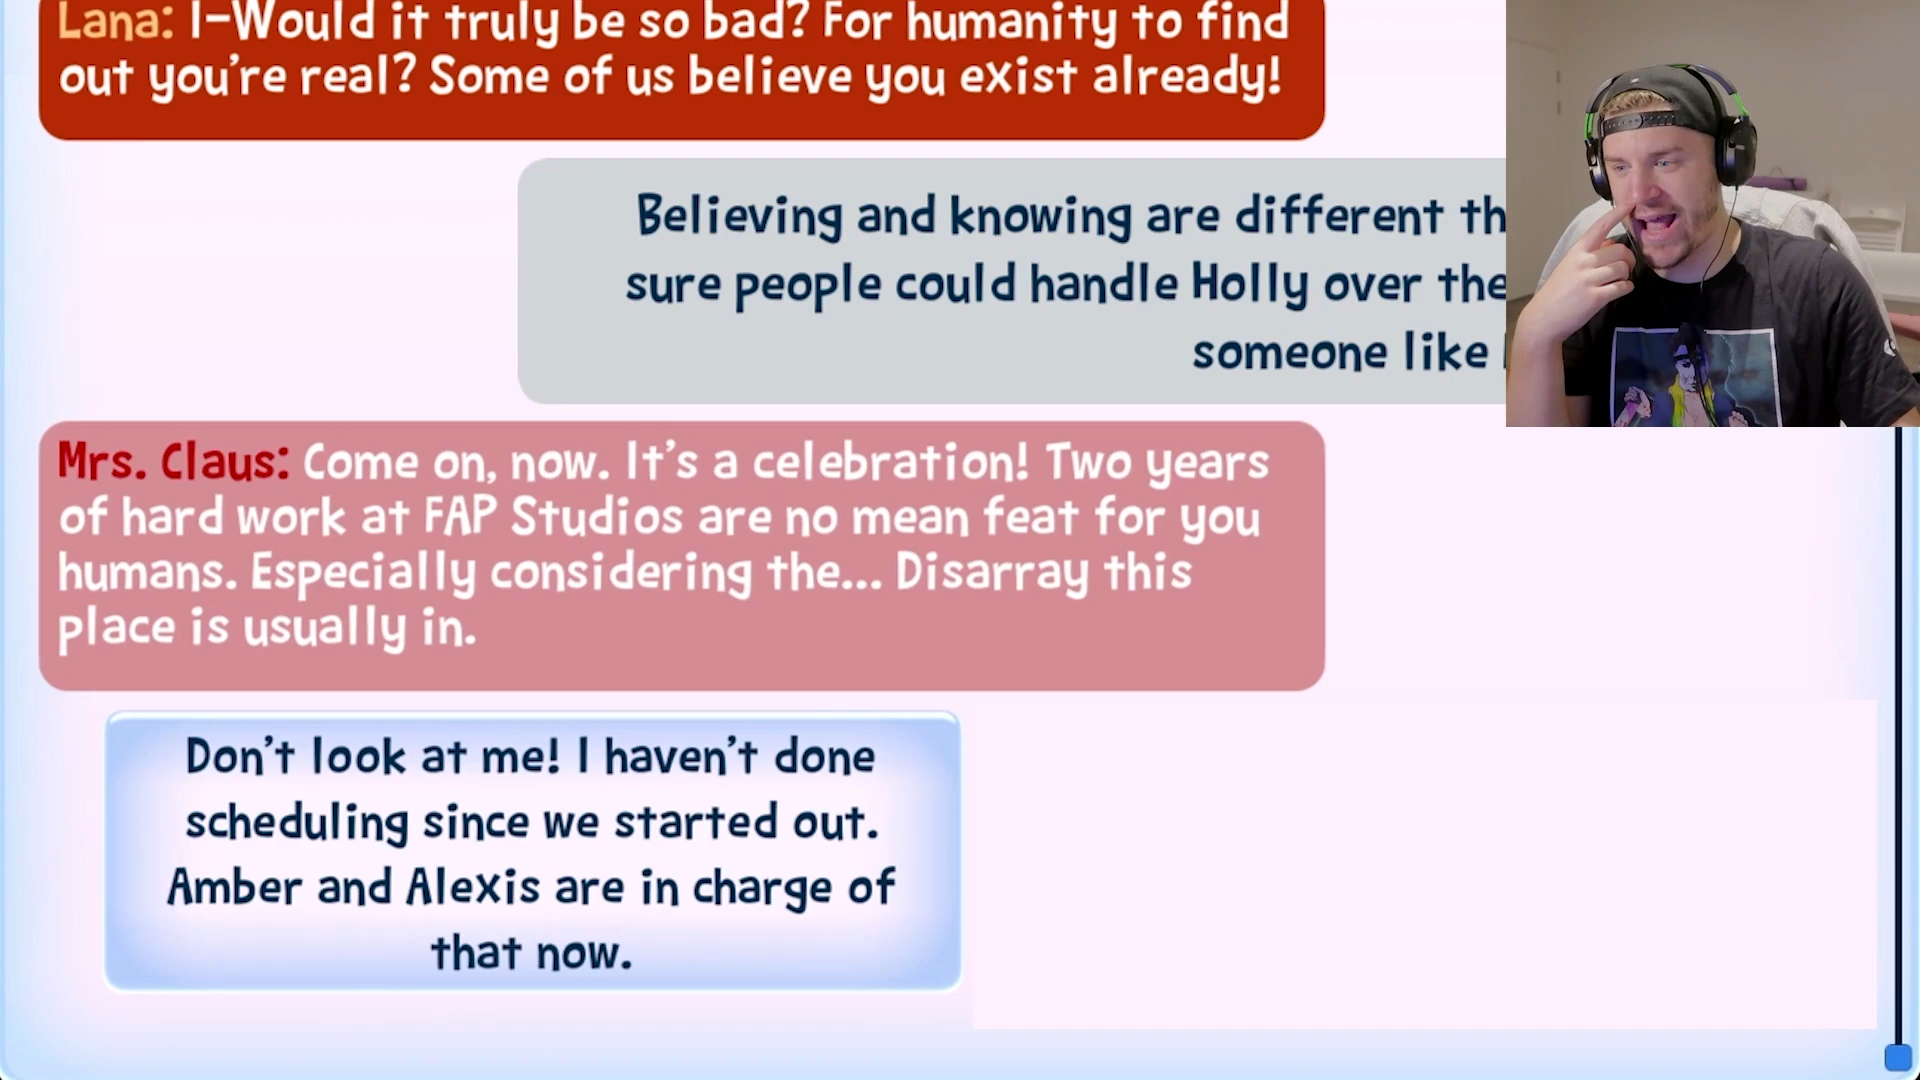 Lana: I-Would it truly be so bad? For humanity to find
out you're real? Some of us believe you exist already!
Believing and knowing are different
sure people could handle Holly over the
someone like
Mrs. Claus: Come on, now. It's a celebration! Two years
of hard work at FAP Studios are no mean feat for you
humans. Especially considering the... Disarray this
place is usually in.
Don't look at me! I haven't done
scheduling since we started out.
Amber and Alexis are in charge of
that now.